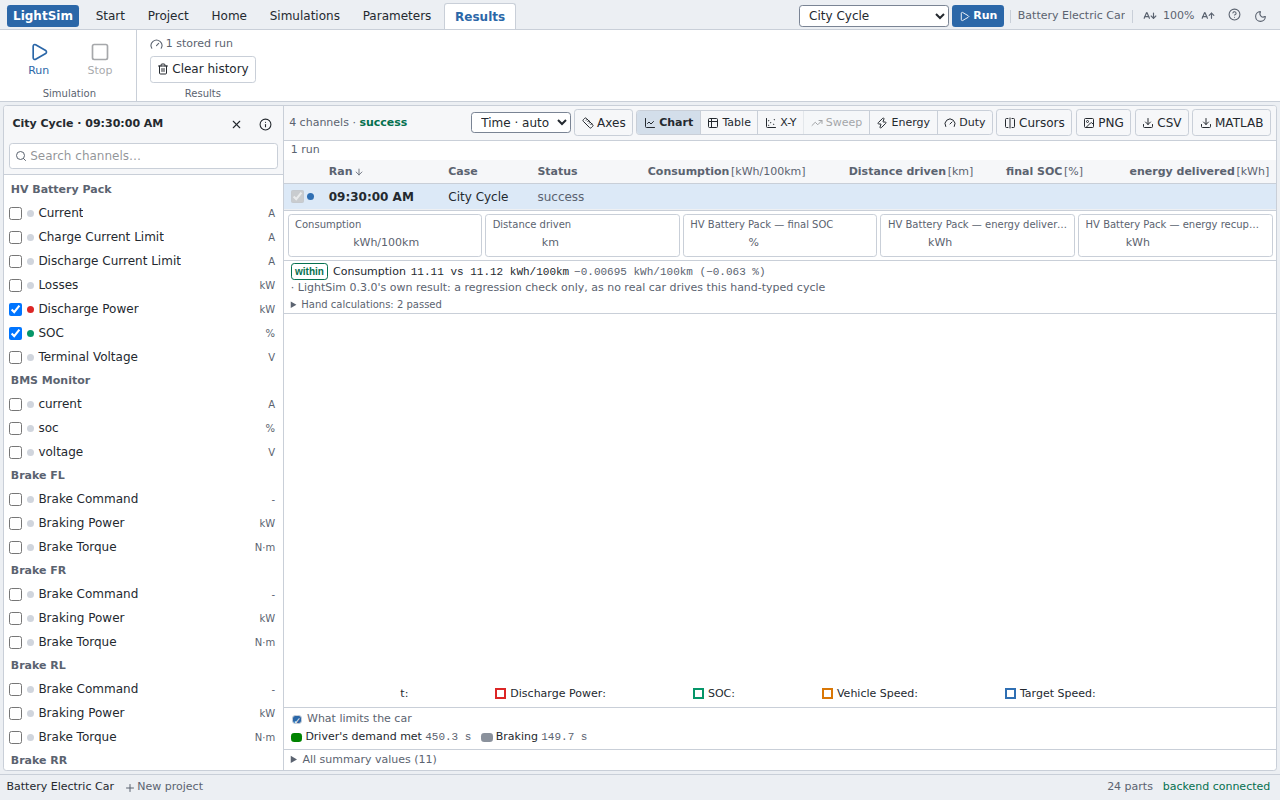 LightSim Start Project Home Simulations Parameters Results City Cycle Run Battery Electric Car A 100% A
Run Stop 1 stored run
Clear history
Simulation Results
City Cycle · 09:30:00 AM 4 channels · success Time · auto Axes Chart Table X-Y Sweep Energy Duty Cursors PNG CSV MATLAB
Search channels…
1 run
Ran Case Status Consumption [kWh/100km] Distance driven [km] final SOC [%] energy delivered [kWh]
09:30:00 AM City Cycle success
Consumption Distance driven HV Battery Pack — final SOC HV Battery Pack — energy deliver… HV Battery Pack — energy recup…
kWh/100km km % kWh kWh
within Consumption 11.11 vs 11.12 kWh/100km −0.00695 kWh/100km (−0.063 %)
· LightSim 0.3.0's own result: a regression check only, as no real car drives this hand-typed cycle
Hand calculations: 2 passed
HV Battery Pack
Current A
Charge Current Limit A
Discharge Current Limit A
Losses kW
Discharge Power kW
SOC %
Terminal Voltage V
BMS Monitor
current A
soc %
voltage V
Brake FL
Brake Command -
Braking Power kW
Brake Torque N·m
Brake FR
Brake Command -
Braking Power kW
Brake Torque N·m
Brake RL
Brake Command -
Braking Power kW
Brake Torque N·m
Brake RR
t: Discharge Power: SOC: Vehicle Speed: Target Speed:
What limits the car
Driver's demand met 450.3 s Braking 149.7 s
All summary values (11)
Battery Electric Car New project 24 parts backend connected